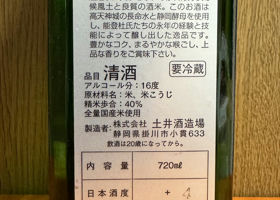 候風土と良質の酒米。このお酒は
高天神城の長命水と静岡酵母を使用
し、能登杜氏たちの永年の経験と技
によって醸し出した逸品です。
豊かなコク、まろやかな喉ごし、上
品な香りをご賞味下さい。
品目 清酒 要冷蔵
アルコール分:16度
原材料名:米、米こうじ
精米歩合:40%
全量国産米使用
製造者:株式会社 土井酒造場
静岡県掛川市小貫633
飲酒は20歳になってから。
内容量 720ml
日本酒度 + 4